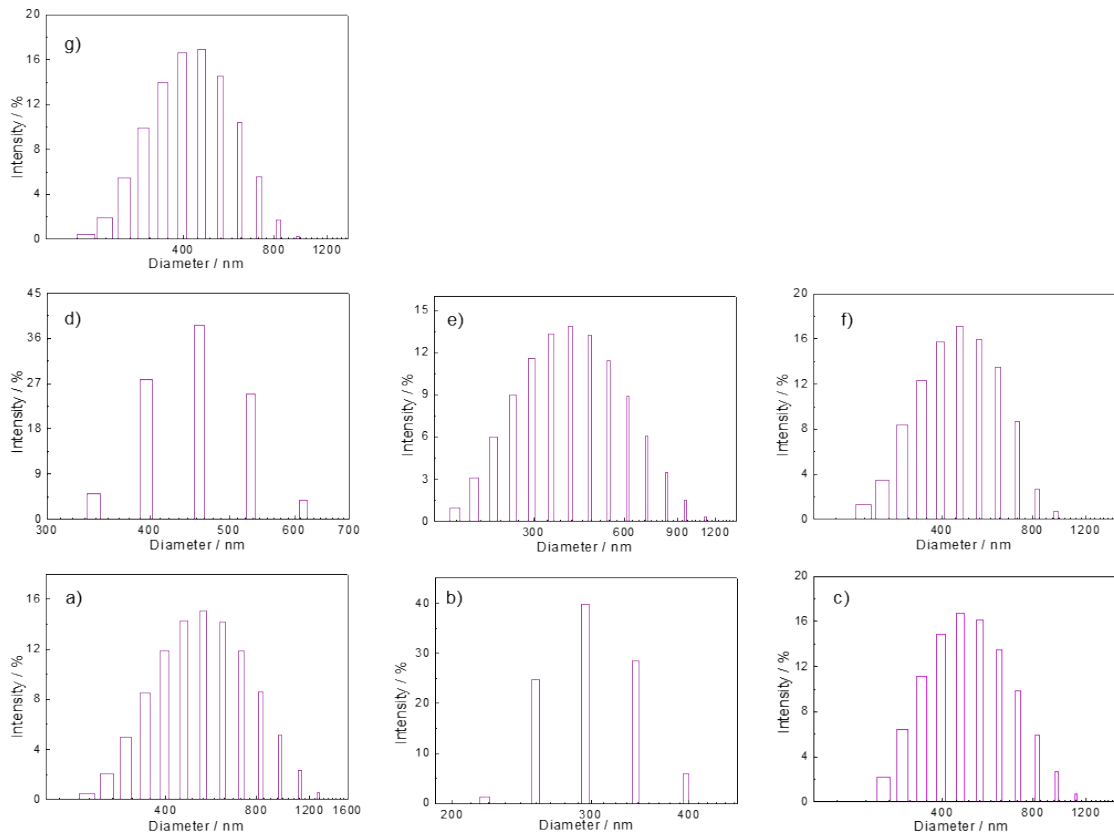 g)
Intensity / %
20
16
12
8
4
0
400 800 1200
Diameter / nm
d)
Intensity / %
45
36
27
18
9
0
300 400 500 600 700
Diameter / nm
e)
Intensity / %
15
12
9
6
3
0
300 600 900 1200
Diameter / nm
f)
Intensity / %
20
16
12
8
4
0
400 800 1200
Diameter / nm
a)
Intensity / %
16
12
8
4
0
400 800 1200 1600
Diameter / nm
b)
Intensity / %
40
30
20
10
0
200 300 400
Diameter / nm
c)
Intensity / %
20
16
12
8
4
0
400 800 1200
Diameter / nm